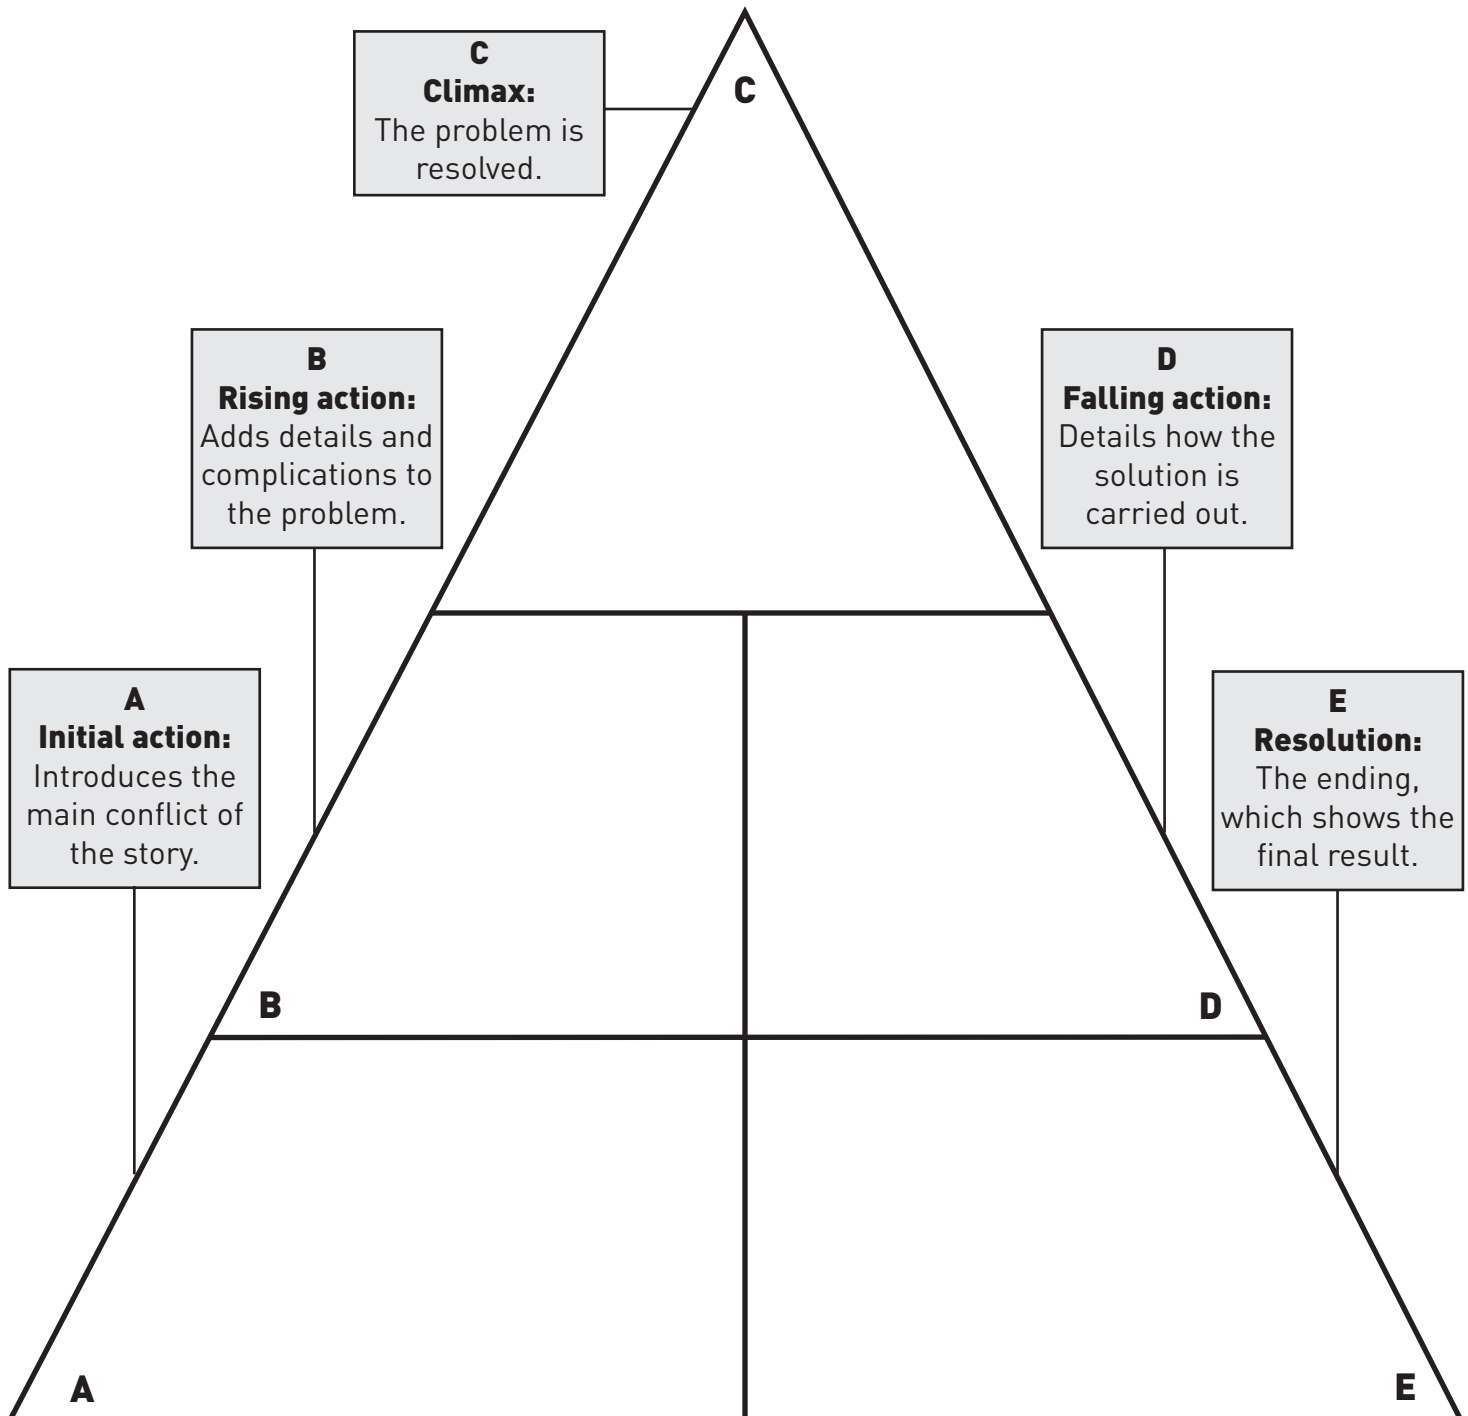 C
Climax:
The problem is
resolved.
C
B
Rising action:
Adds details and
complications to
the problem.
D
Falling action:
Details how the
solution is
carried out.
A
Initial action:
Introduces the
main conflict of
the story.
E
Resolution:
The ending,
which shows the
final result.
B
D
A
E